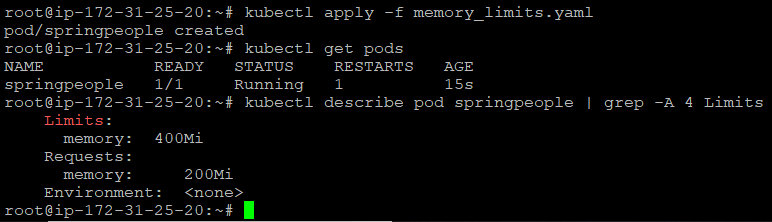 root@ip-172-31-25-20:~# kubectl apply -f memory_limits.yaml
pod/springpeople created
root@ip-172-31-25-20:~# kubectl get pods
NAME           READY   STATUS    RESTARTS   AGE
springpeople   1/1     Running   1          15s
root@ip-172-31-25-20:~# kubectl describe pod springpeople | grep -A 4 Limits
    Limits:
      memory:  400Mi
    Requests:
      memory:     200Mi
    Environment:  <none>
root@ip-172-31-25-20:~#